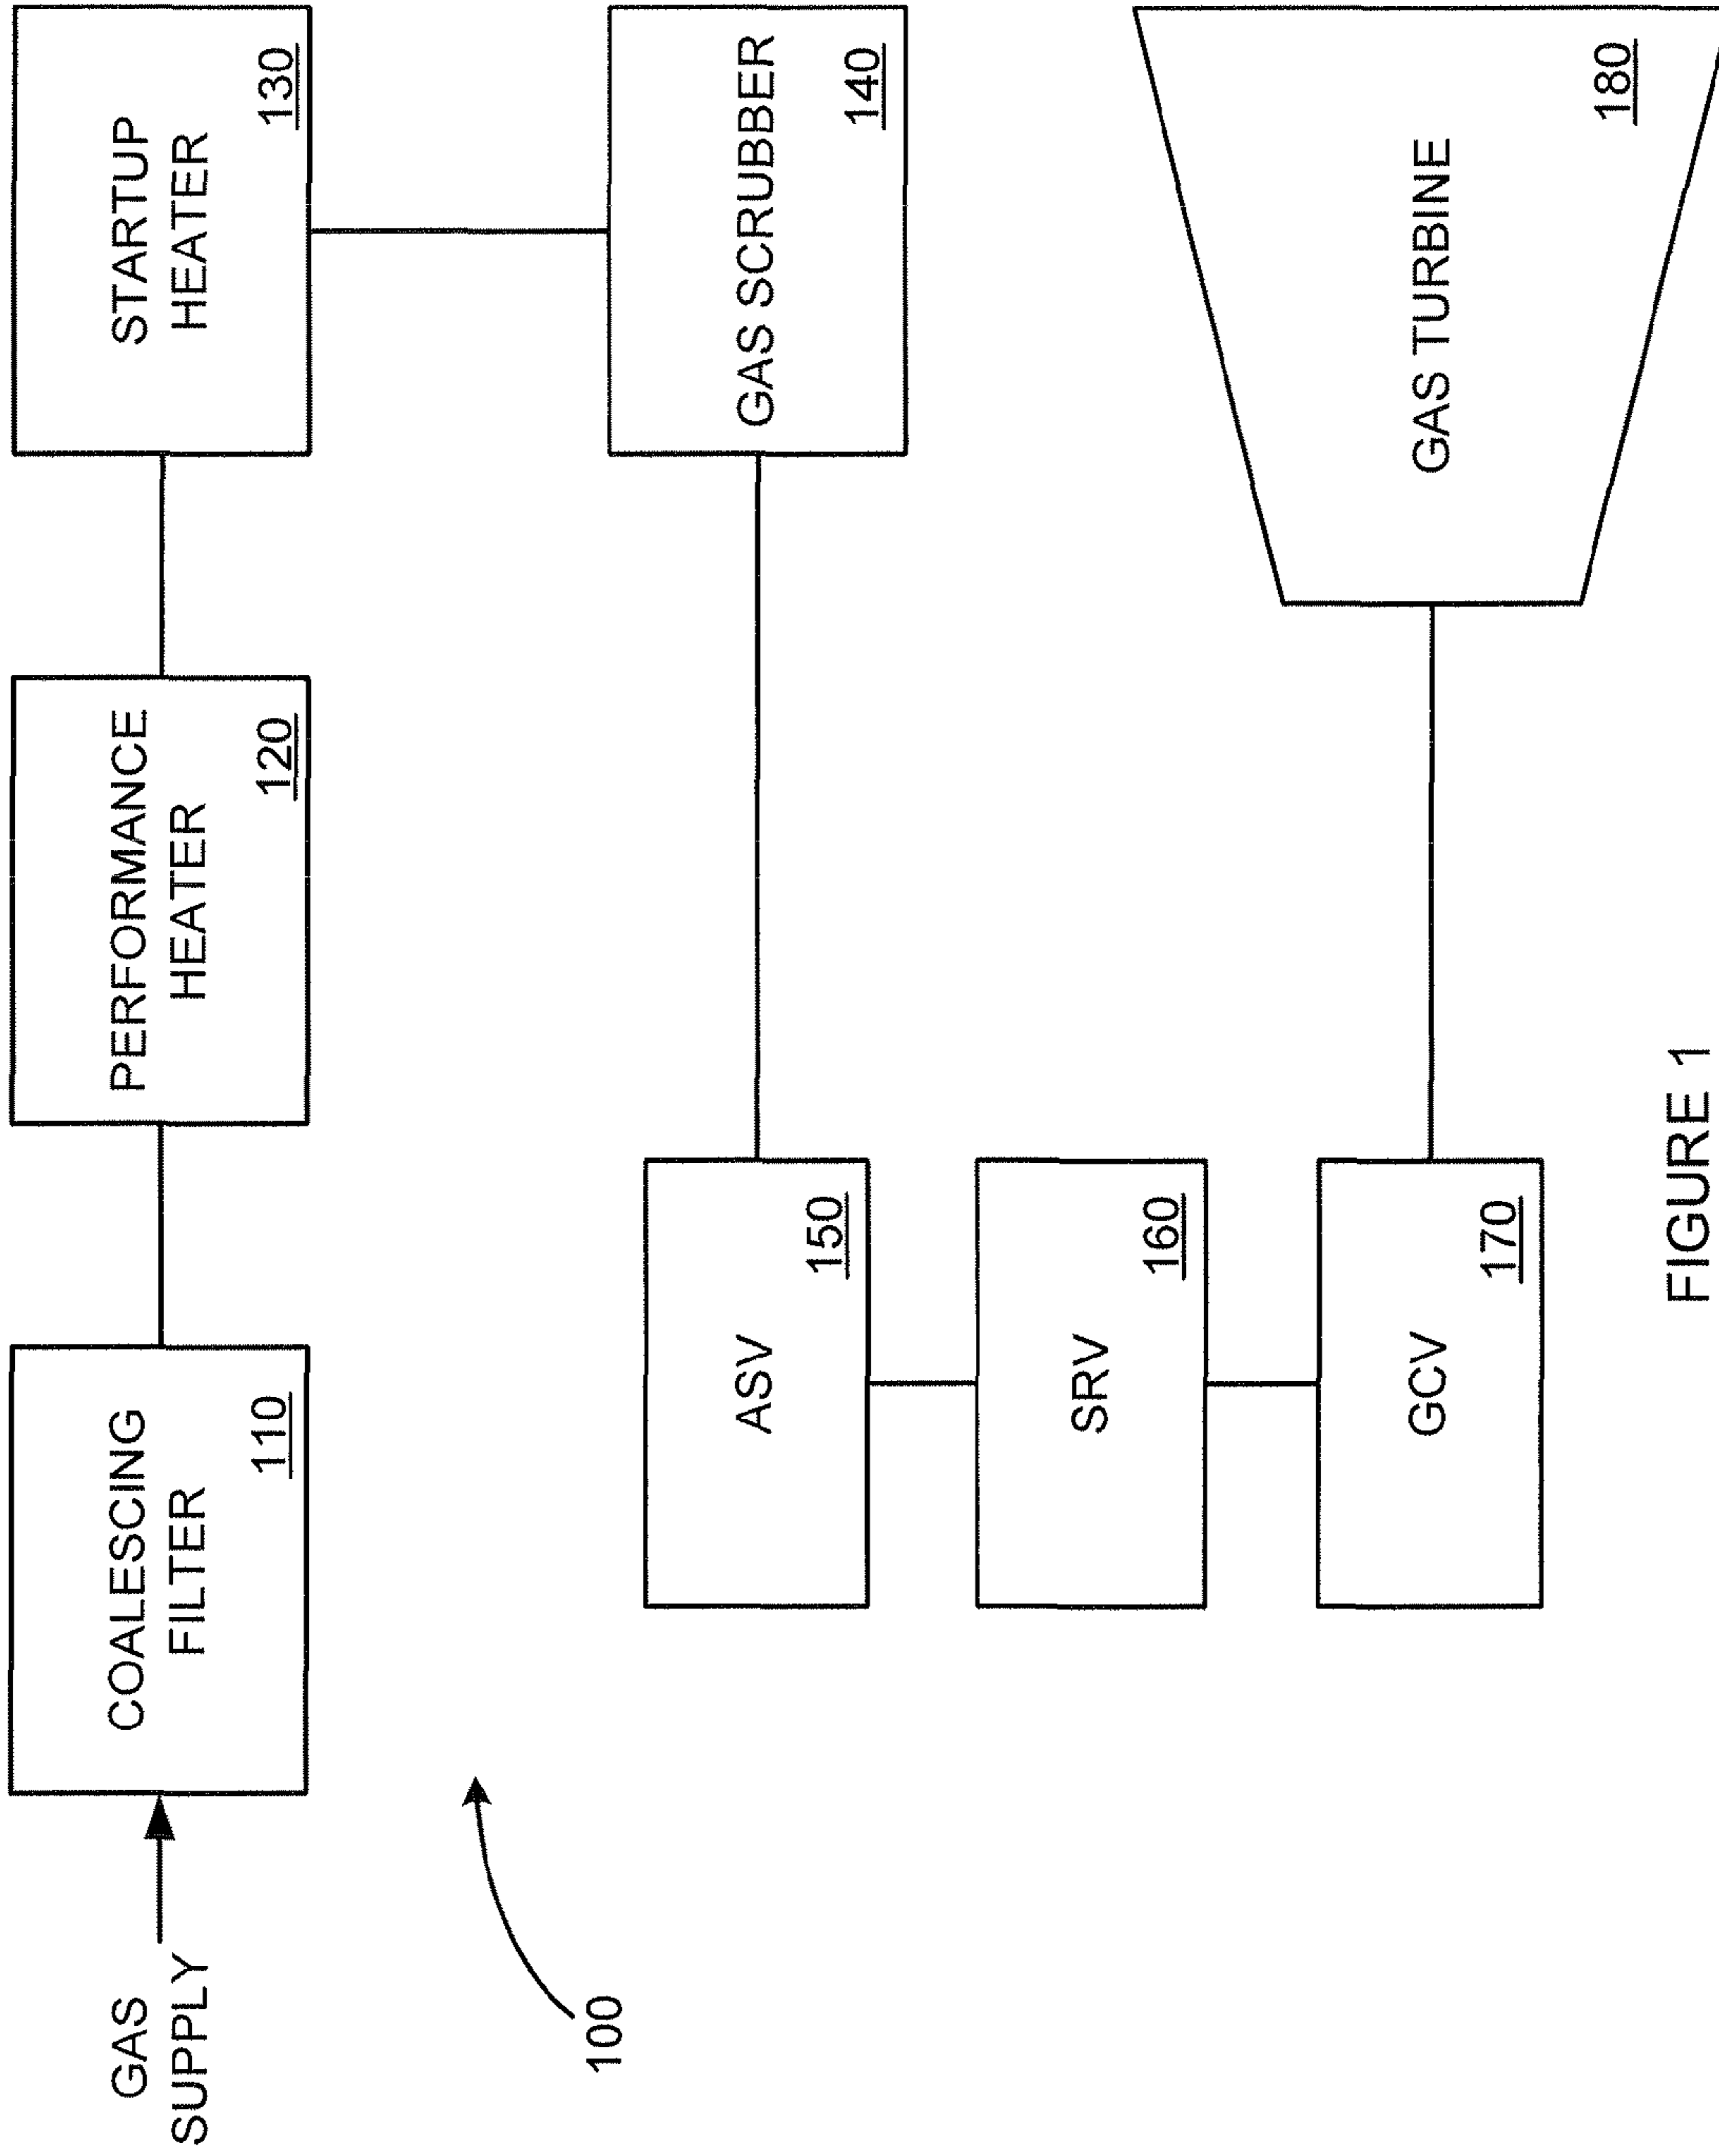 GAS
SUPPLY
COALESCING
FILTER
110
PERFORMANCE
HEATER
120
STARTUP
HEATER
130
100
GAS SCRUBBER
140
ASV
150
SRV
160
GCV
170
GAS TURBINE
180
FIGURE 1